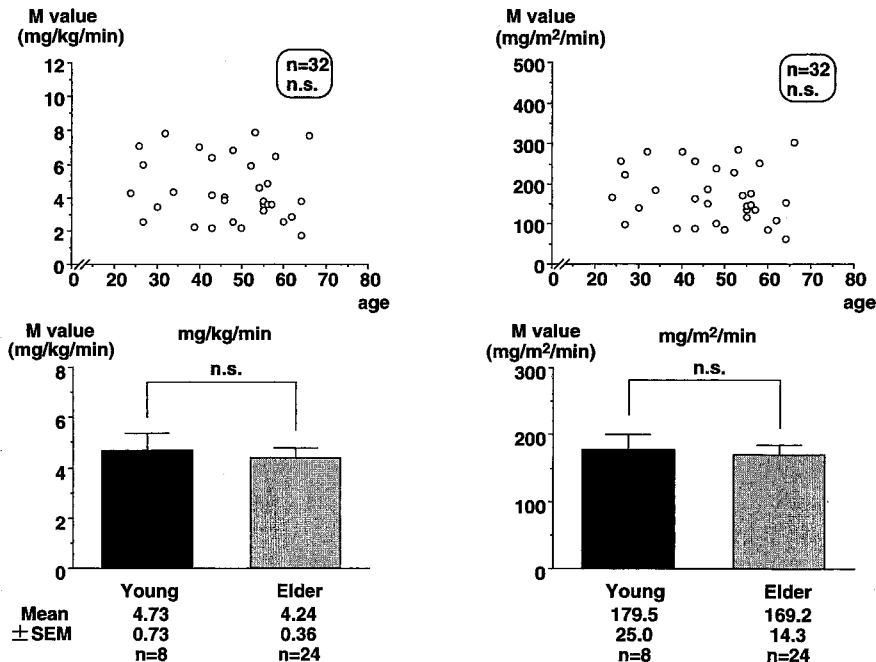 M value
(mg/kg/min)
n=32
n.s.
12
10
8
6
4
2
0
0 20 30 40 50 60 70 80
age
M value
(mg/m²/min)
n=32
n.s.
500
400
300
200
100
0
0 20 30 40 50 60 70 80
age
M value
(mg/kg/min)
mg/kg/min
n.s.
8
6
4
2
0
Young Elder
Mean 4.73 4.24
±SEM 0.73 0.36
n=8 n=24
M value
(mg/m²/min)
mg/m²/min
n.s.
300
200
100
0
Young Elder
179.5 169.2
25.0 14.3
n=8 n=24